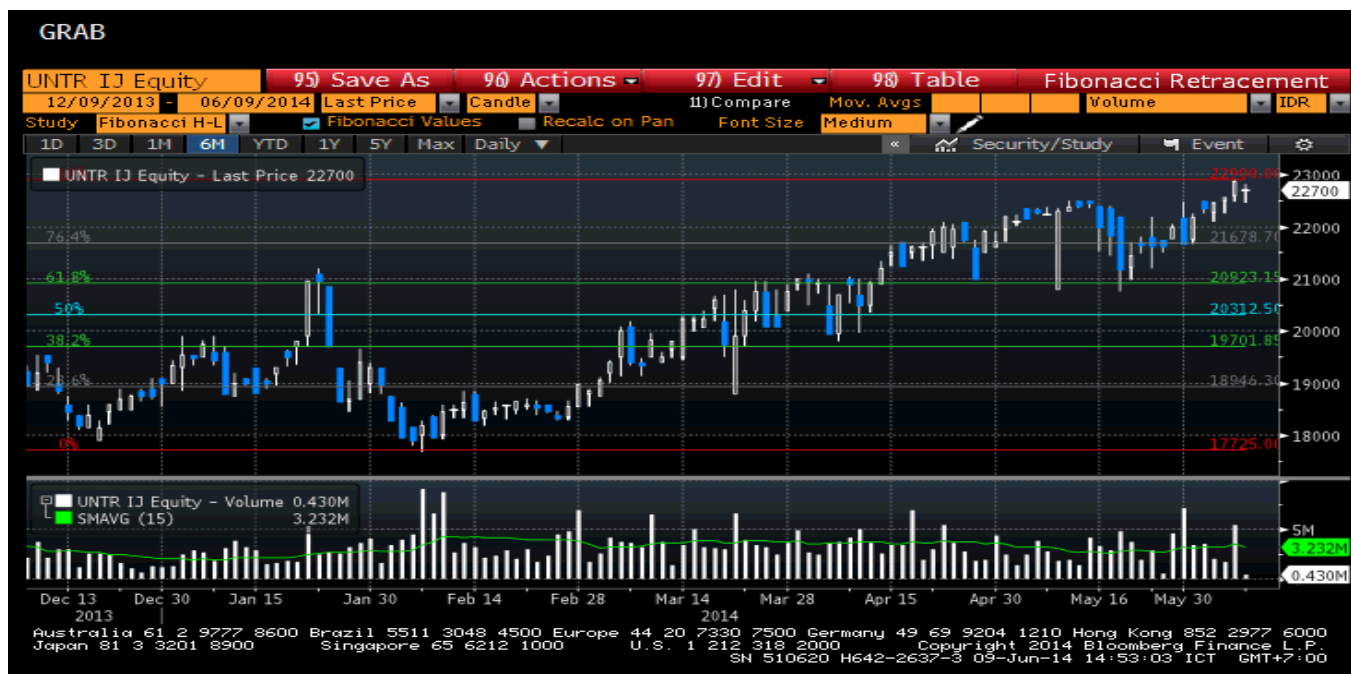 GRAB
UNTR IJ Equity 95) Save As 96) Actions 97) Edit 98) Table Fibonacci Retracement
12/09/2013 - 06/09/2014 Last Price Candle 11) Compare Mov. Avgs Volume IDR
Study Fibonacci H-L Fibonacci Values Recalc on Pan Font Size Medium
1D 3D 1M 6M YTD 1Y 5Y Max Daily ▼ « Security/Study Event
UNTR IJ Equity - Last Price 22700
22900.00
23000
22700
76.4% 21678.70
22000
61.8% 20923.15
21000
50% 20312.50
20000
38.2% 19701.85
23.6% 18946.30
19000
18000
0% 17725.00
UNTR IJ Equity - Volume 0.430M
SMAVG (15) 3.232M
5M
3.232M
0.430M
Dec 13 Dec 30 Jan 15 Jan 30 Feb 14 Feb 28 Mar 14 Mar 28 Apr 15 Apr 30 May 16 May 30
2013 2014
Australia 61 2 9777 8600 Brazil 5511 3048 4500 Europe 44 20 7330 7500 Germany 49 69 9204 1210 Hong Kong 852 2977 6000
Japan 81 3 3201 8900 Singapore 65 6212 1000 U.S. 1 212 318 2000 Copyright 2014 Bloomberg Finance L.P.
SN 510620 H642-2637-3 09-Jun-14 14:53:03 ICT GMT+7:00